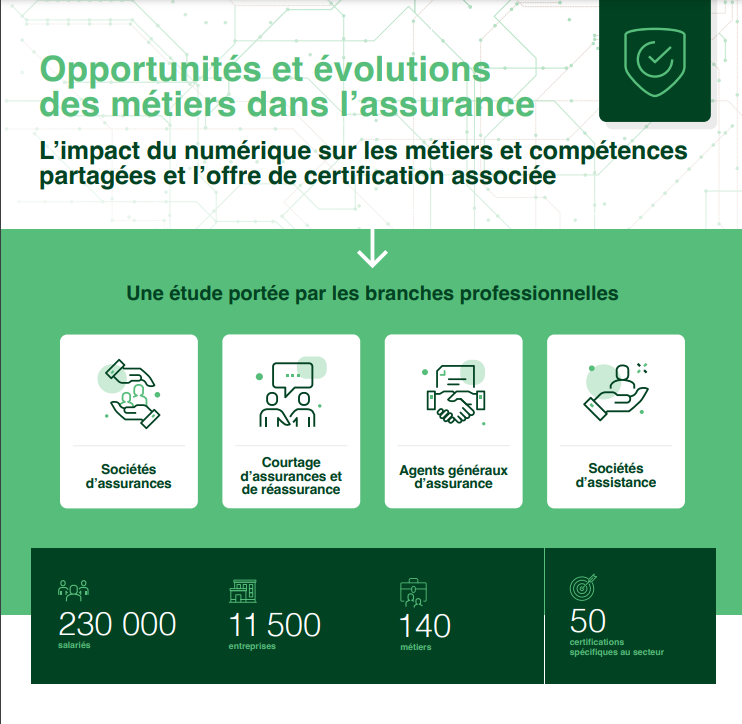 Opportunités et évolutions
des métiers dans l’assurance
L’impact du numérique sur les métiers et compétences
partagées et l’offre de certification associée
Une étude portée par les branches professionnelles
Sociétés
d’assurances
Courtage
d’assurances et
de réassurance
Agents généraux
d’assurance
Sociétés
d’assistance
230 000
salariés
11 500
entreprises
140
métiers
50
certifications
spécifiques au secteur